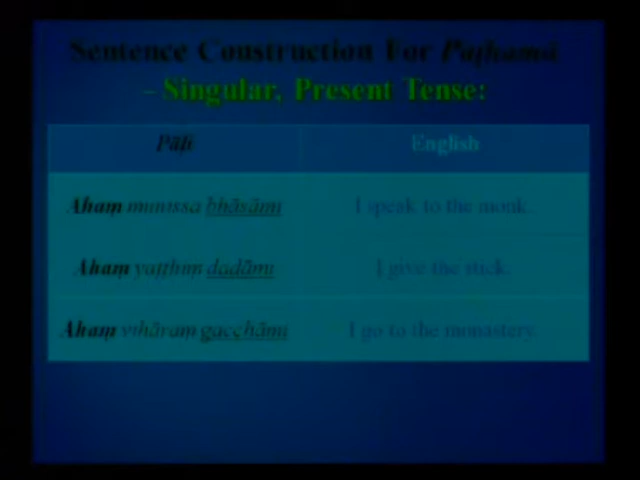 Sentence Construction For Paṭhamā
– Singular, Present Tense:
Pāḷi English
Ahaṃ munissa bhāsāmi I speak to the monk.
Ahaṃ yaṭṭhiṃ dadāmi I give the stick.
Ahaṃ vihāraṃ gacchāmi I go to the monastery.